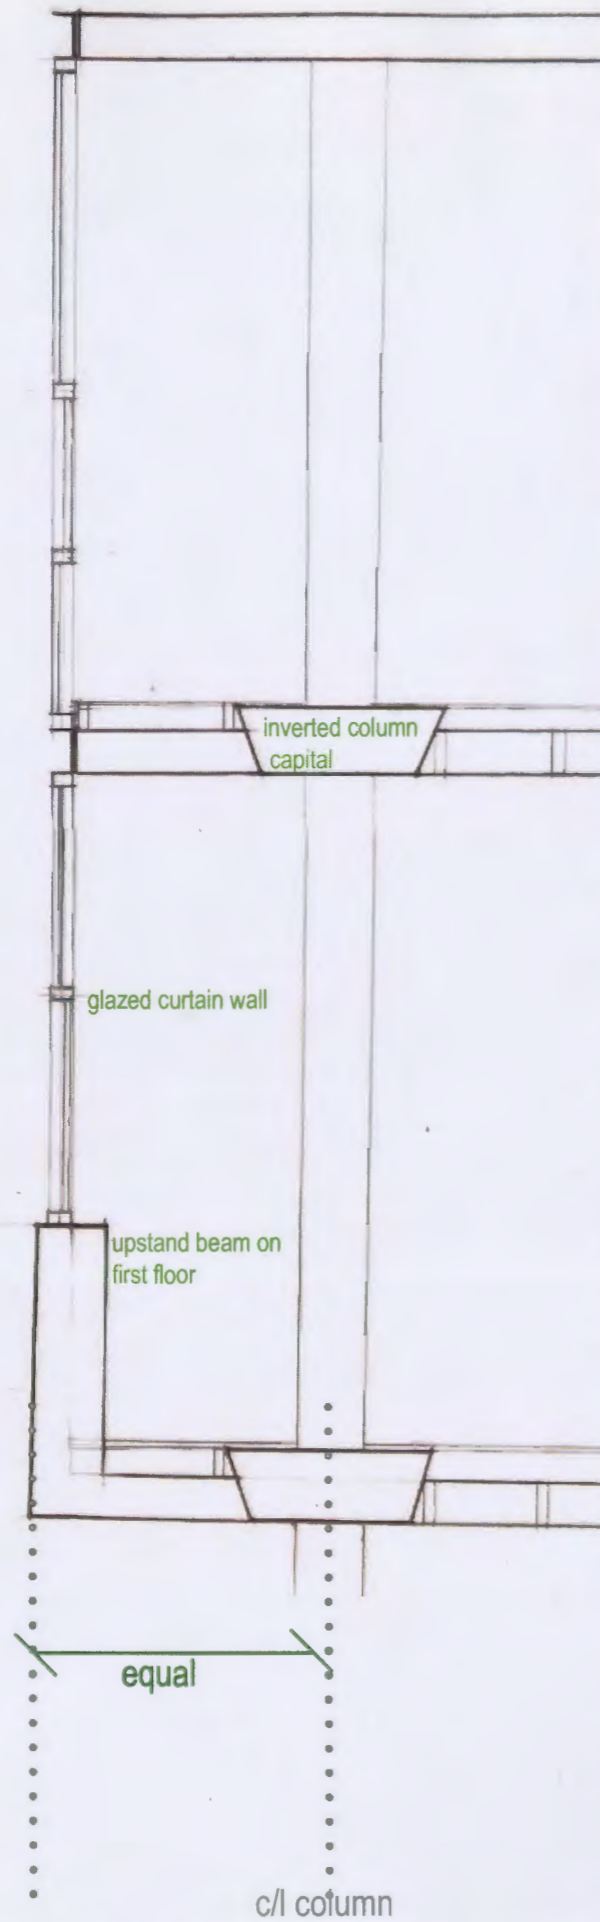 inverted column
capital
glazed curtain wall
upstand beam on
first floor
equal
c/l column